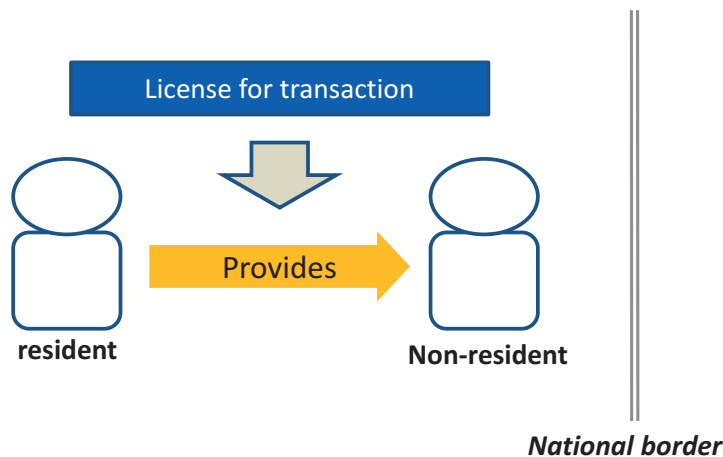 License for transaction
Provides
resident
Non-resident
National border